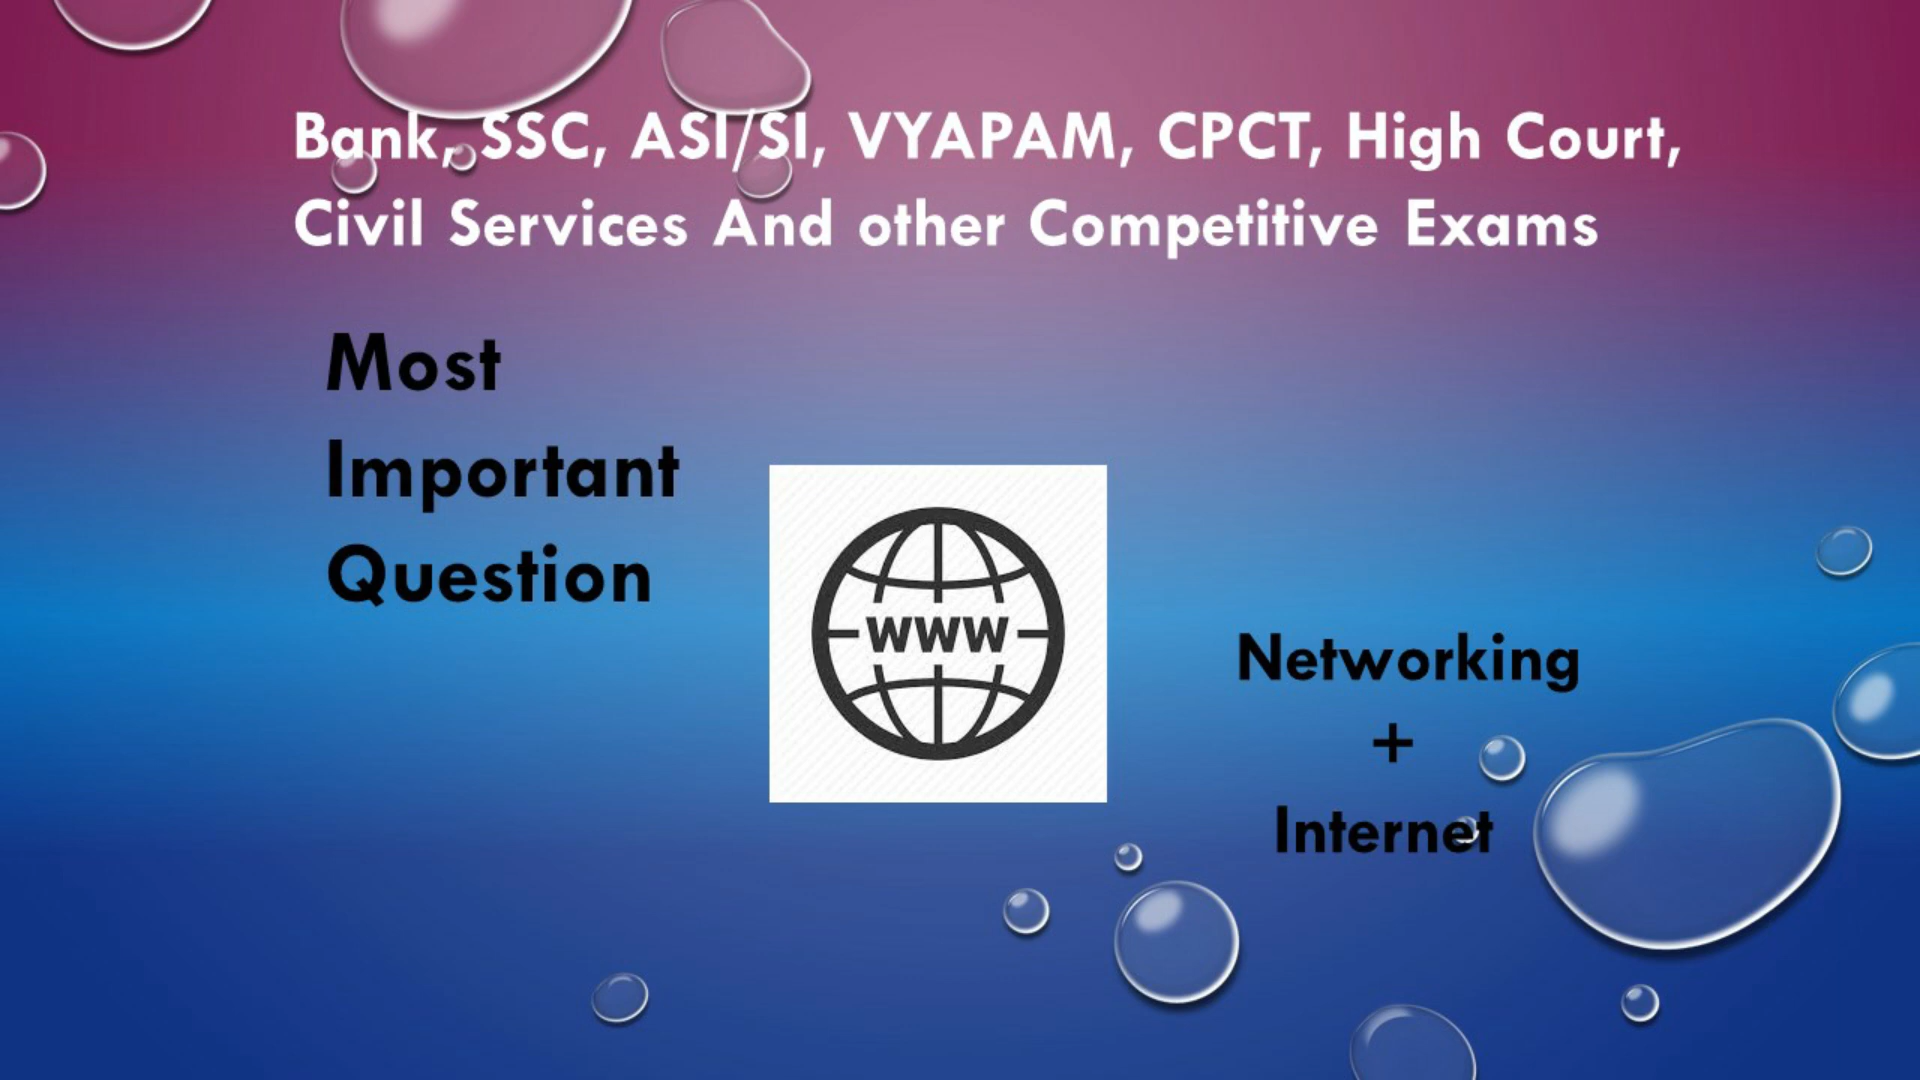 Bank, SSC, ASI/SI, VYAPAM, CPCT, High Court,
Civil Services And other Competitive Exams
Most
Important
Question
WWW
Networking
+
Internet